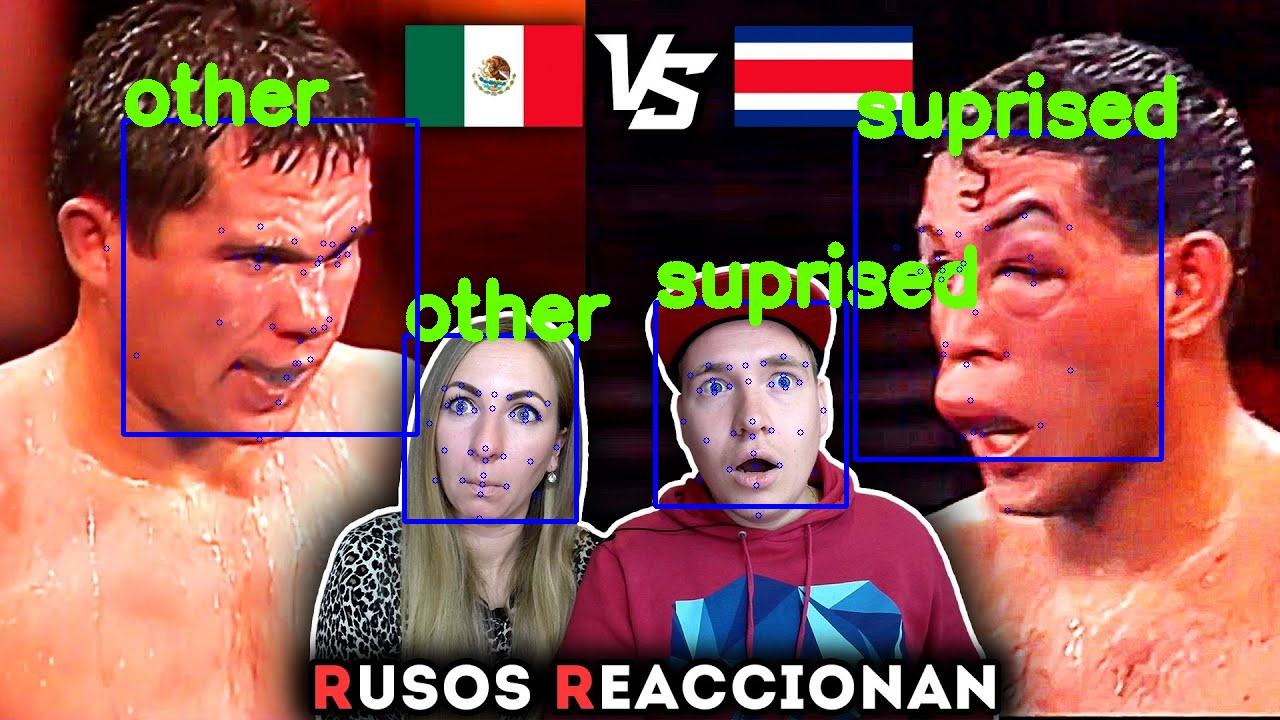 VS
other
suprised
suprised
other
RUSOS REACCIONAN